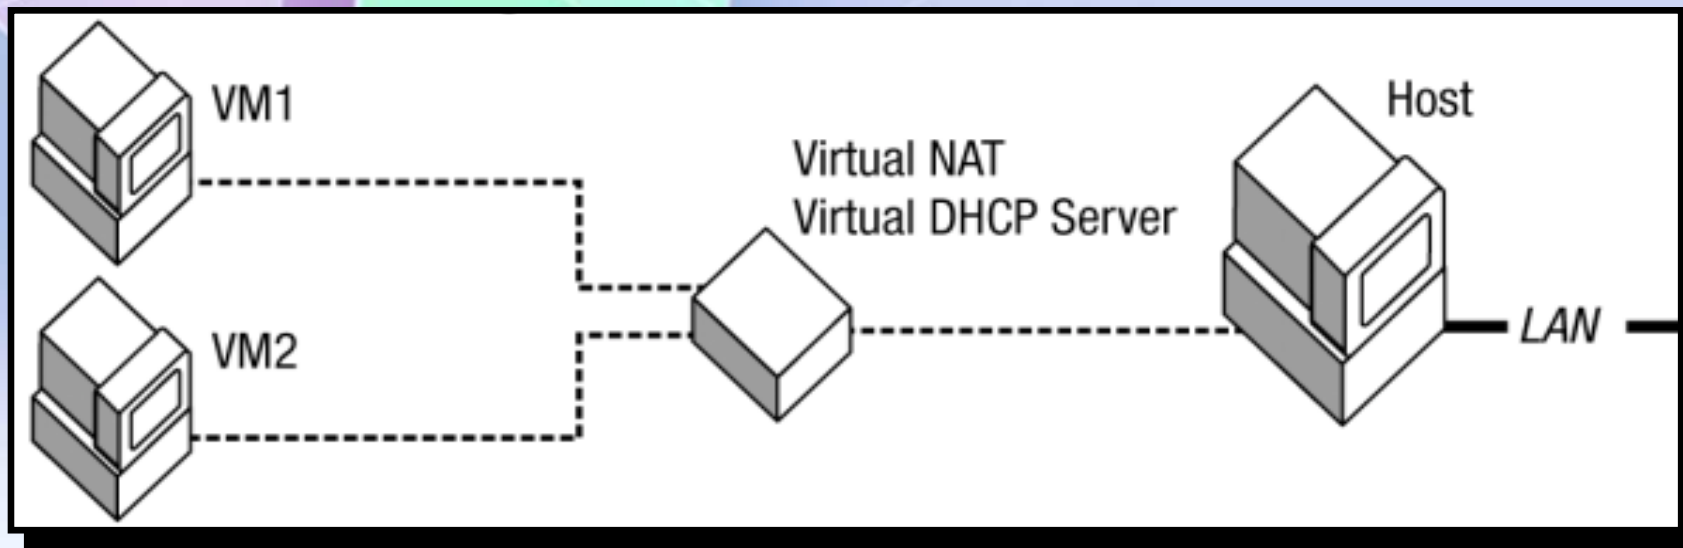 VM1
Host
Virtual NAT
Virtual DHCP Server
LAN
VM2